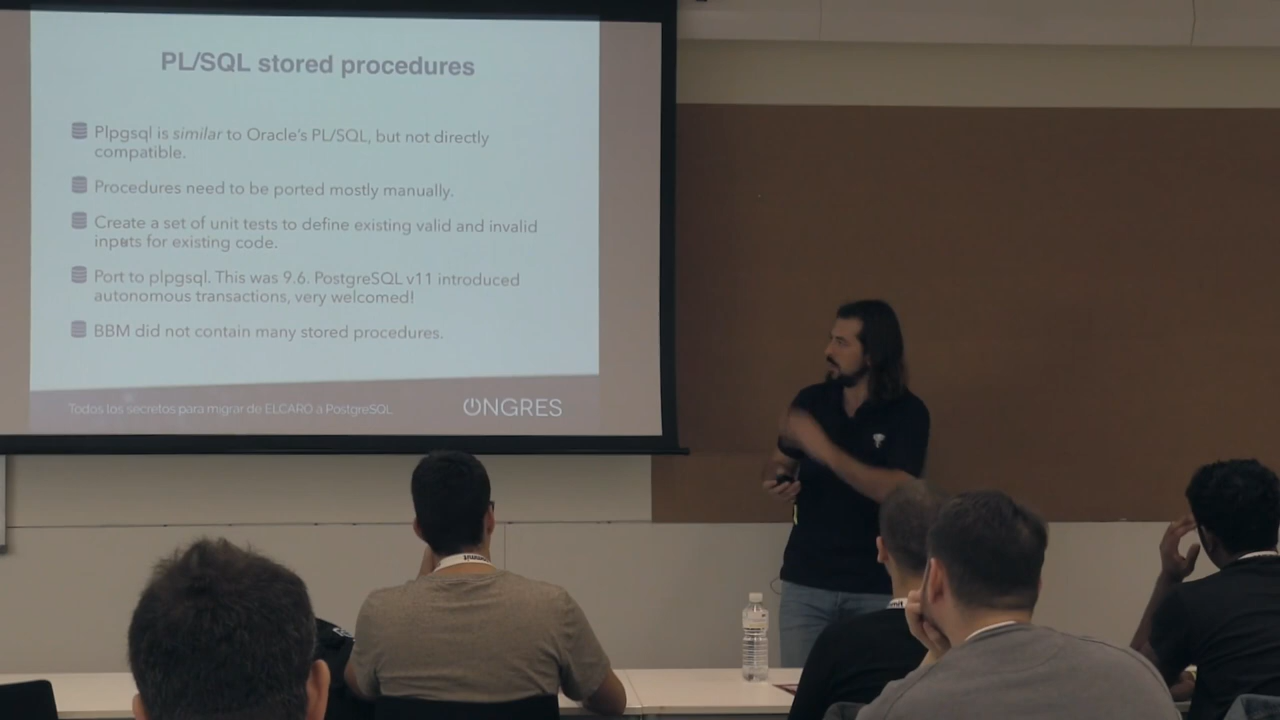 PL/SQL stored procedures
Plpgsql is similar to Oracle's PL/SQL, but not directly
compatible.
Procedures need to be ported mostly manually.
Create a set of unit tests to define existing valid and invalid
inputs for existing code.
Port to plpgsql. This was 9.6. PostgreSQL v11 introduced
autonomous transactions, very welcomed!
BBM did not contain many stored procedures.
Todos los secretos para migrar de ELCARO a PostgreSQL
ONGRES